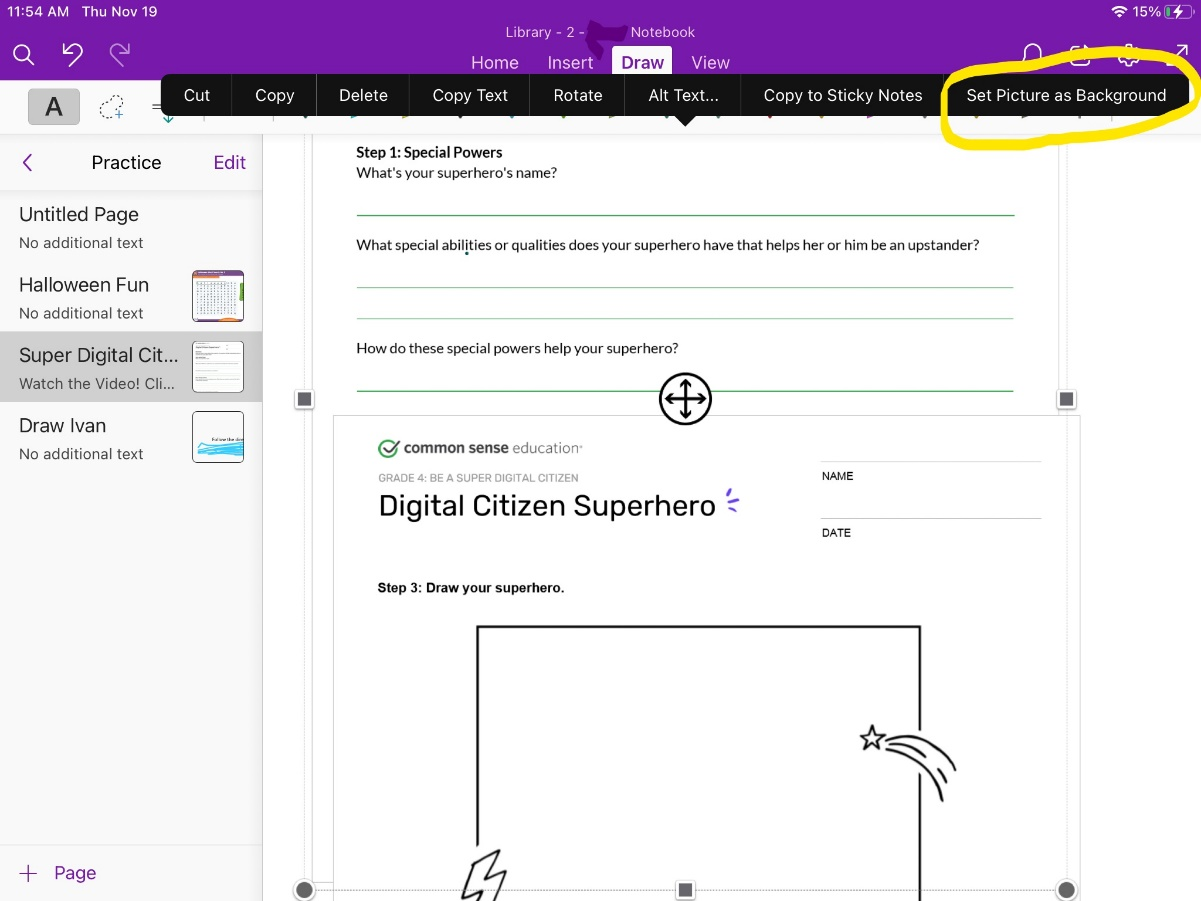 11:54 AM Thu Nov 19
15%
Library - 2 - Notebook
Home Insert Draw View
Cut Copy Delete Copy Text Rotate Alt Text... Copy to Sticky Notes Set Picture as Background
A
Practice Edit
Untitled Page
No additional text
Halloween Fun
No additional text
Super Digital Cit...
Watch the Video! Cli...
Draw Ivan
No additional text
+ Page
Step 1: Special Powers
What's your superhero's name?
What special abilities or qualities does your superhero have that helps her or him be an upstander?
How do these special powers help your superhero?
common sense education
GRADE 4: BE A SUPER DIGITAL CITIZEN
Digital Citizen Superhero
NAME
DATE
Step 3: Draw your superhero.